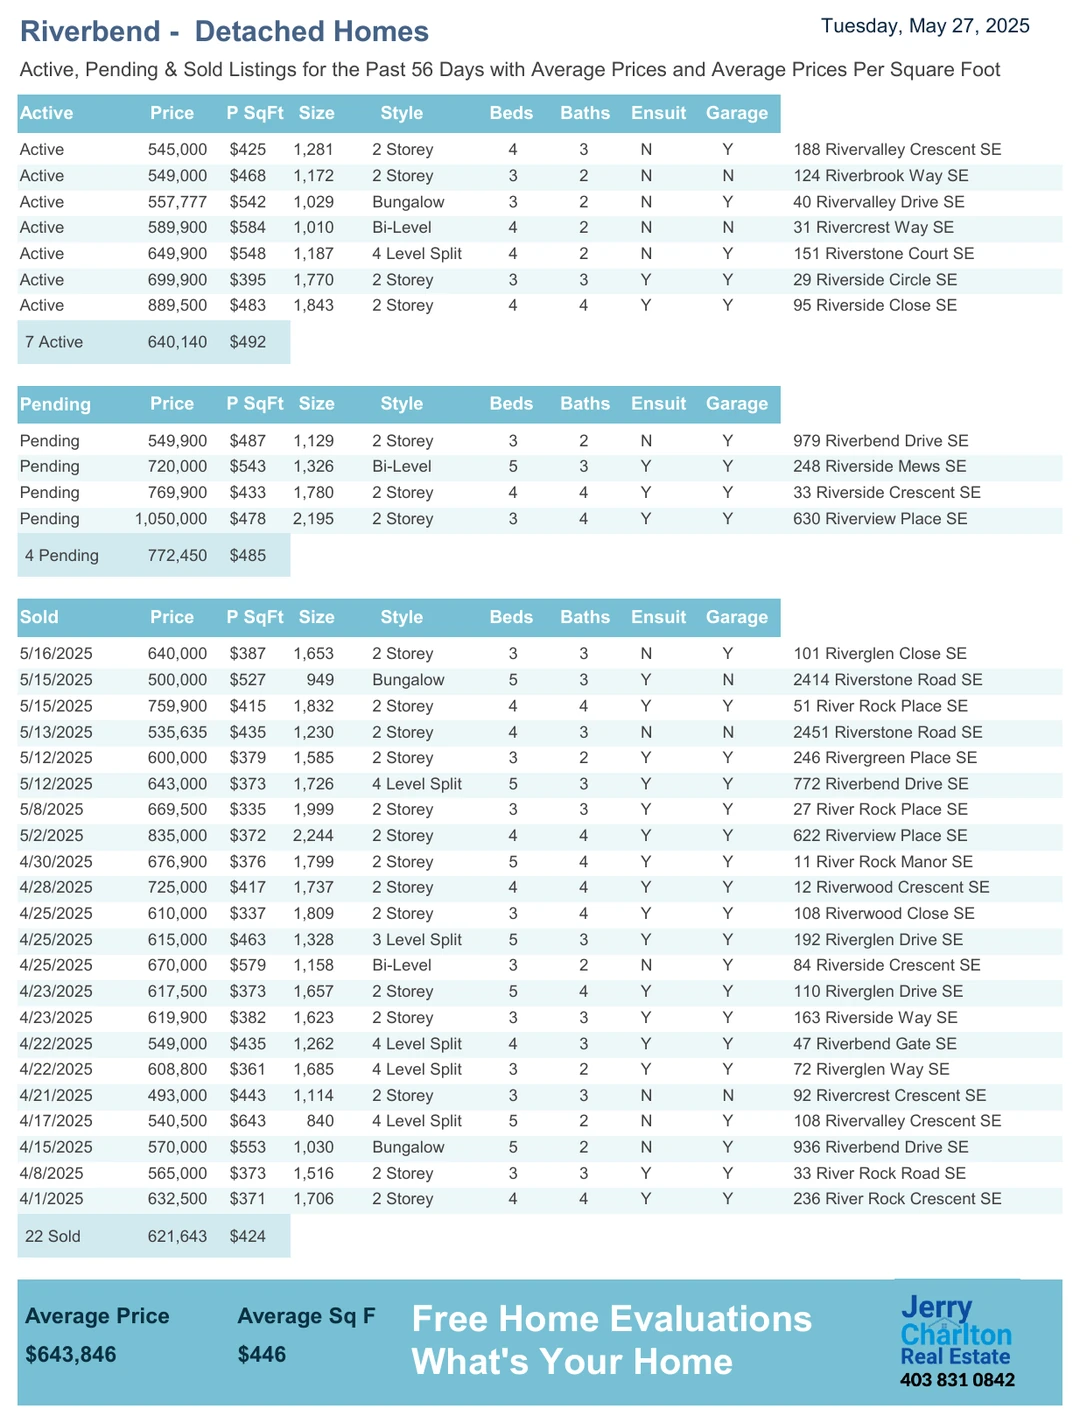 Riverbend -  Detached Homes
Tuesday, May 27, 2025
Active, Pending & Sold Listings for the Past 56 Days with Average Prices and Average Prices Per Square Foot
Active Price P SqFt Size Style Beds Baths Ensuit Garage
Active 545,000 $425 1,281 2 Storey 4 3 N Y 188 Rivervalley Crescent SE
Active 549,000 $468 1,172 2 Storey 3 2 N N 124 Riverbrook Way SE
Active 557,777 $542 1,029 Bungalow 3 2 N Y 40 Rivervalley Drive SE
Active 589,900 $584 1,010 Bi-Level 4 2 N N 31 Rivercrest Way SE
Active 649,900 $548 1,187 4 Level Split 4 2 N Y 151 Riverstone Court SE
Active 699,900 $395 1,770 2 Storey 3 3 Y Y 29 Riverside Circle SE
Active 889,500 $483 1,843 2 Storey 4 4 Y Y 95 Riverside Close SE
7 Active 640,140 $492
Pending Price P SqFt Size Style Beds Baths Ensuit Garage
Pending 549,900 $487 1,129 2 Storey 3 2 N Y 979 Riverbend Drive SE
Pending 720,000 $543 1,326 Bi-Level 5 3 Y Y 248 Riverside Mews SE
Pending 769,900 $433 1,780 2 Storey 4 4 Y Y 33 Riverside Crescent SE
Pending 1,050,000 $478 2,195 2 Storey 3 4 Y Y 630 Riverview Place SE
4 Pending 772,450 $485
Sold Price P SqFt Size Style Beds Baths Ensuit Garage
5/16/2025 640,000 $387 1,653 2 Storey 3 3 N Y 101 Riverglen Close SE
5/15/2025 500,000 $527 949 Bungalow 5 3 Y N 2414 Riverstone Road SE
5/15/2025 759,900 $415 1,832 2 Storey 4 4 Y Y 51 River Rock Place SE
5/13/2025 535,635 $435 1,230 2 Storey 4 3 N N 2451 Riverstone Road SE
5/12/2025 600,000 $379 1,585 2 Storey 3 2 Y Y 246 Rivergreen Place SE
5/12/2025 643,000 $373 1,726 4 Level Split 5 3 Y Y 772 Riverbend Drive SE
5/8/2025 669,500 $335 1,999 2 Storey 3 3 Y Y 27 River Rock Place SE
5/2/2025 835,000 $372 2,244 2 Storey 4 4 Y Y 622 Riverview Place SE
4/30/2025 676,900 $376 1,799 2 Storey 5 4 Y Y 11 River Rock Manor SE
4/28/2025 725,000 $417 1,737 2 Storey 4 4 Y Y 12 Riverwood Crescent SE
4/25/2025 610,000 $337 1,809 2 Storey 3 4 Y Y 108 Riverwood Close SE
4/25/2025 615,000 $463 1,328 3 Level Split 5 3 Y Y 192 Riverglen Drive SE
4/25/2025 670,000 $579 1,158 Bi-Level 3 2 N Y 84 Riverside Crescent SE
4/23/2025 617,500 $373 1,657 2 Storey 5 4 Y Y 110 Riverglen Drive SE
4/23/2025 619,900 $382 1,623 2 Storey 3 3 Y Y 163 Riverside Way SE
4/22/2025 549,000 $435 1,262 4 Level Split 4 3 Y Y 47 Riverbend Gate SE
4/22/2025 608,800 $361 1,685 4 Level Split 3 2 Y Y 72 Riverglen Way SE
4/21/2025 493,000 $443 1,114 2 Storey 3 3 N N 92 Rivercrest Crescent SE
4/17/2025 540,500 $643 840 4 Level Split 5 2 N Y 108 Rivervalley Crescent SE
4/15/2025 570,000 $553 1,030 Bungalow 5 2 N Y 936 Riverbend Drive SE
4/8/2025 565,000 $373 1,516 2 Storey 3 3 Y Y 33 River Rock Road SE
4/1/2025 632,500 $371 1,706 2 Storey 4 4 Y Y 236 River Rock Crescent SE
22 Sold 621,643 $424
Average Price Average Sq F
$643,846 $446
Free Home Evaluations
What's Your Home
Jerry
Charlton
Real Estate
403 831 0842